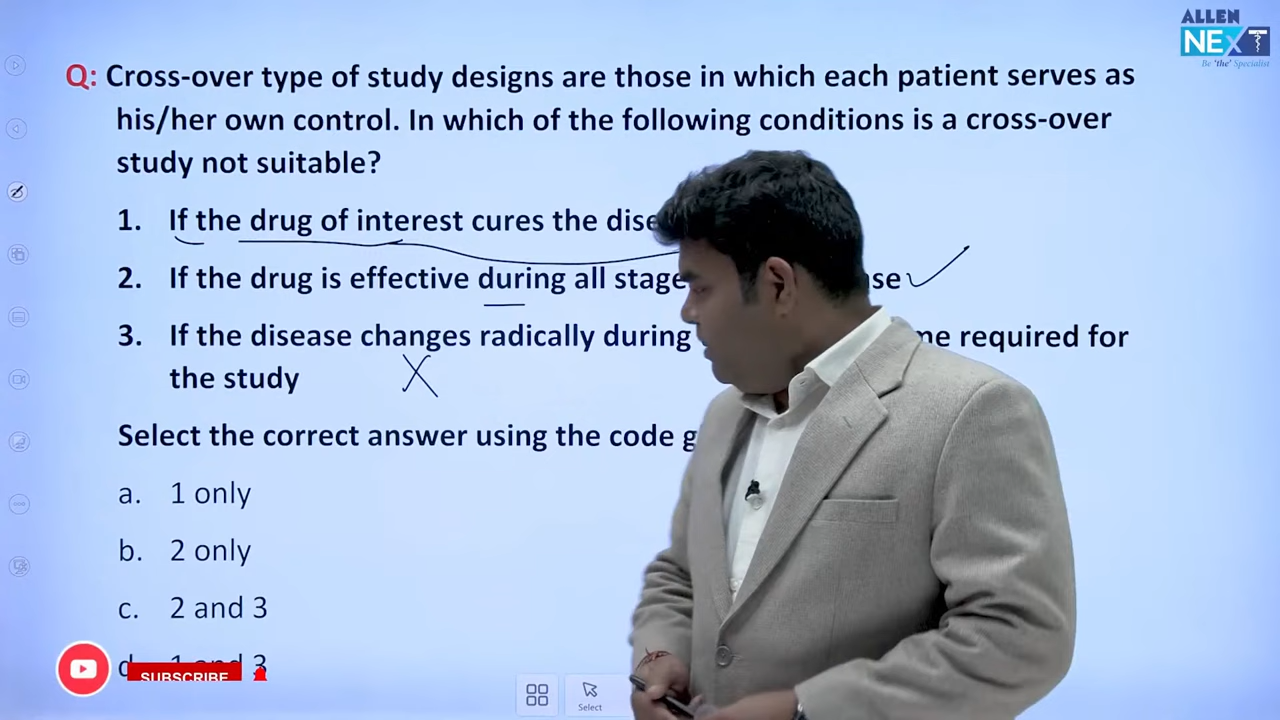 ALLEN
NEXT
Be 'the' Specialist
Q: Cross-over type of study designs are those in which each patient serves as
his/her own control. In which of the following conditions is a cross-over
study not suitable?
1. If the drug of interest cures the
2. If the drug is effective during all
3. If the disease changes radically during required for
the study
Select the correct answer using the code
a. 1 only
b. 2 only
c. 2 and 3
d. 1 and 3
SUBSCRIBE
Select